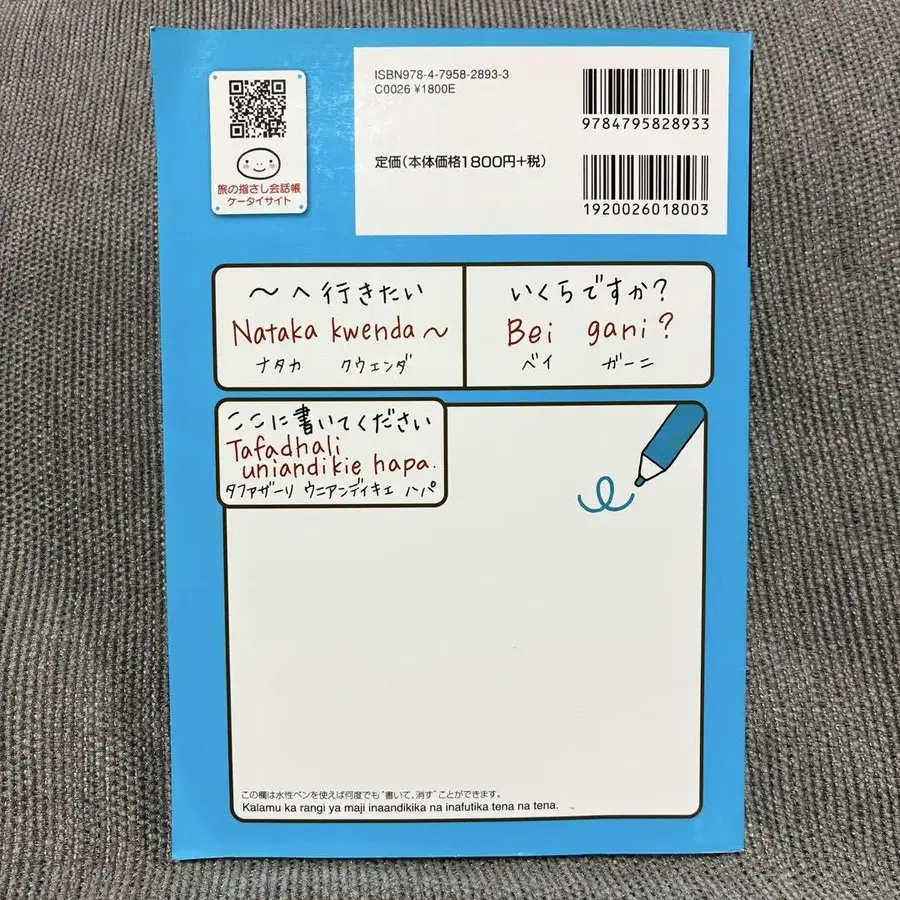 ISBN978-4-7958-2893-3
C0026 ¥1800E
9784795828933
定価(本体価格1800円+税)
1920026018003
旅の指さし会話帳
ケータイサイト
～へ行きたい
Nataka kwenda～
ナタカ クウェンダ
いくらですか?
Bei gani?
ベイ ガーニ
ここに書いてください
Tafadhali
uniandikie hapa.
タファザーリ ウニアンディキエ ハパ
この欄は水性ペンを使えば何度でも“書いて、消す”ことができます。
Kalamu ka rangi ya maji inaandikika na inafutika tena na tena.